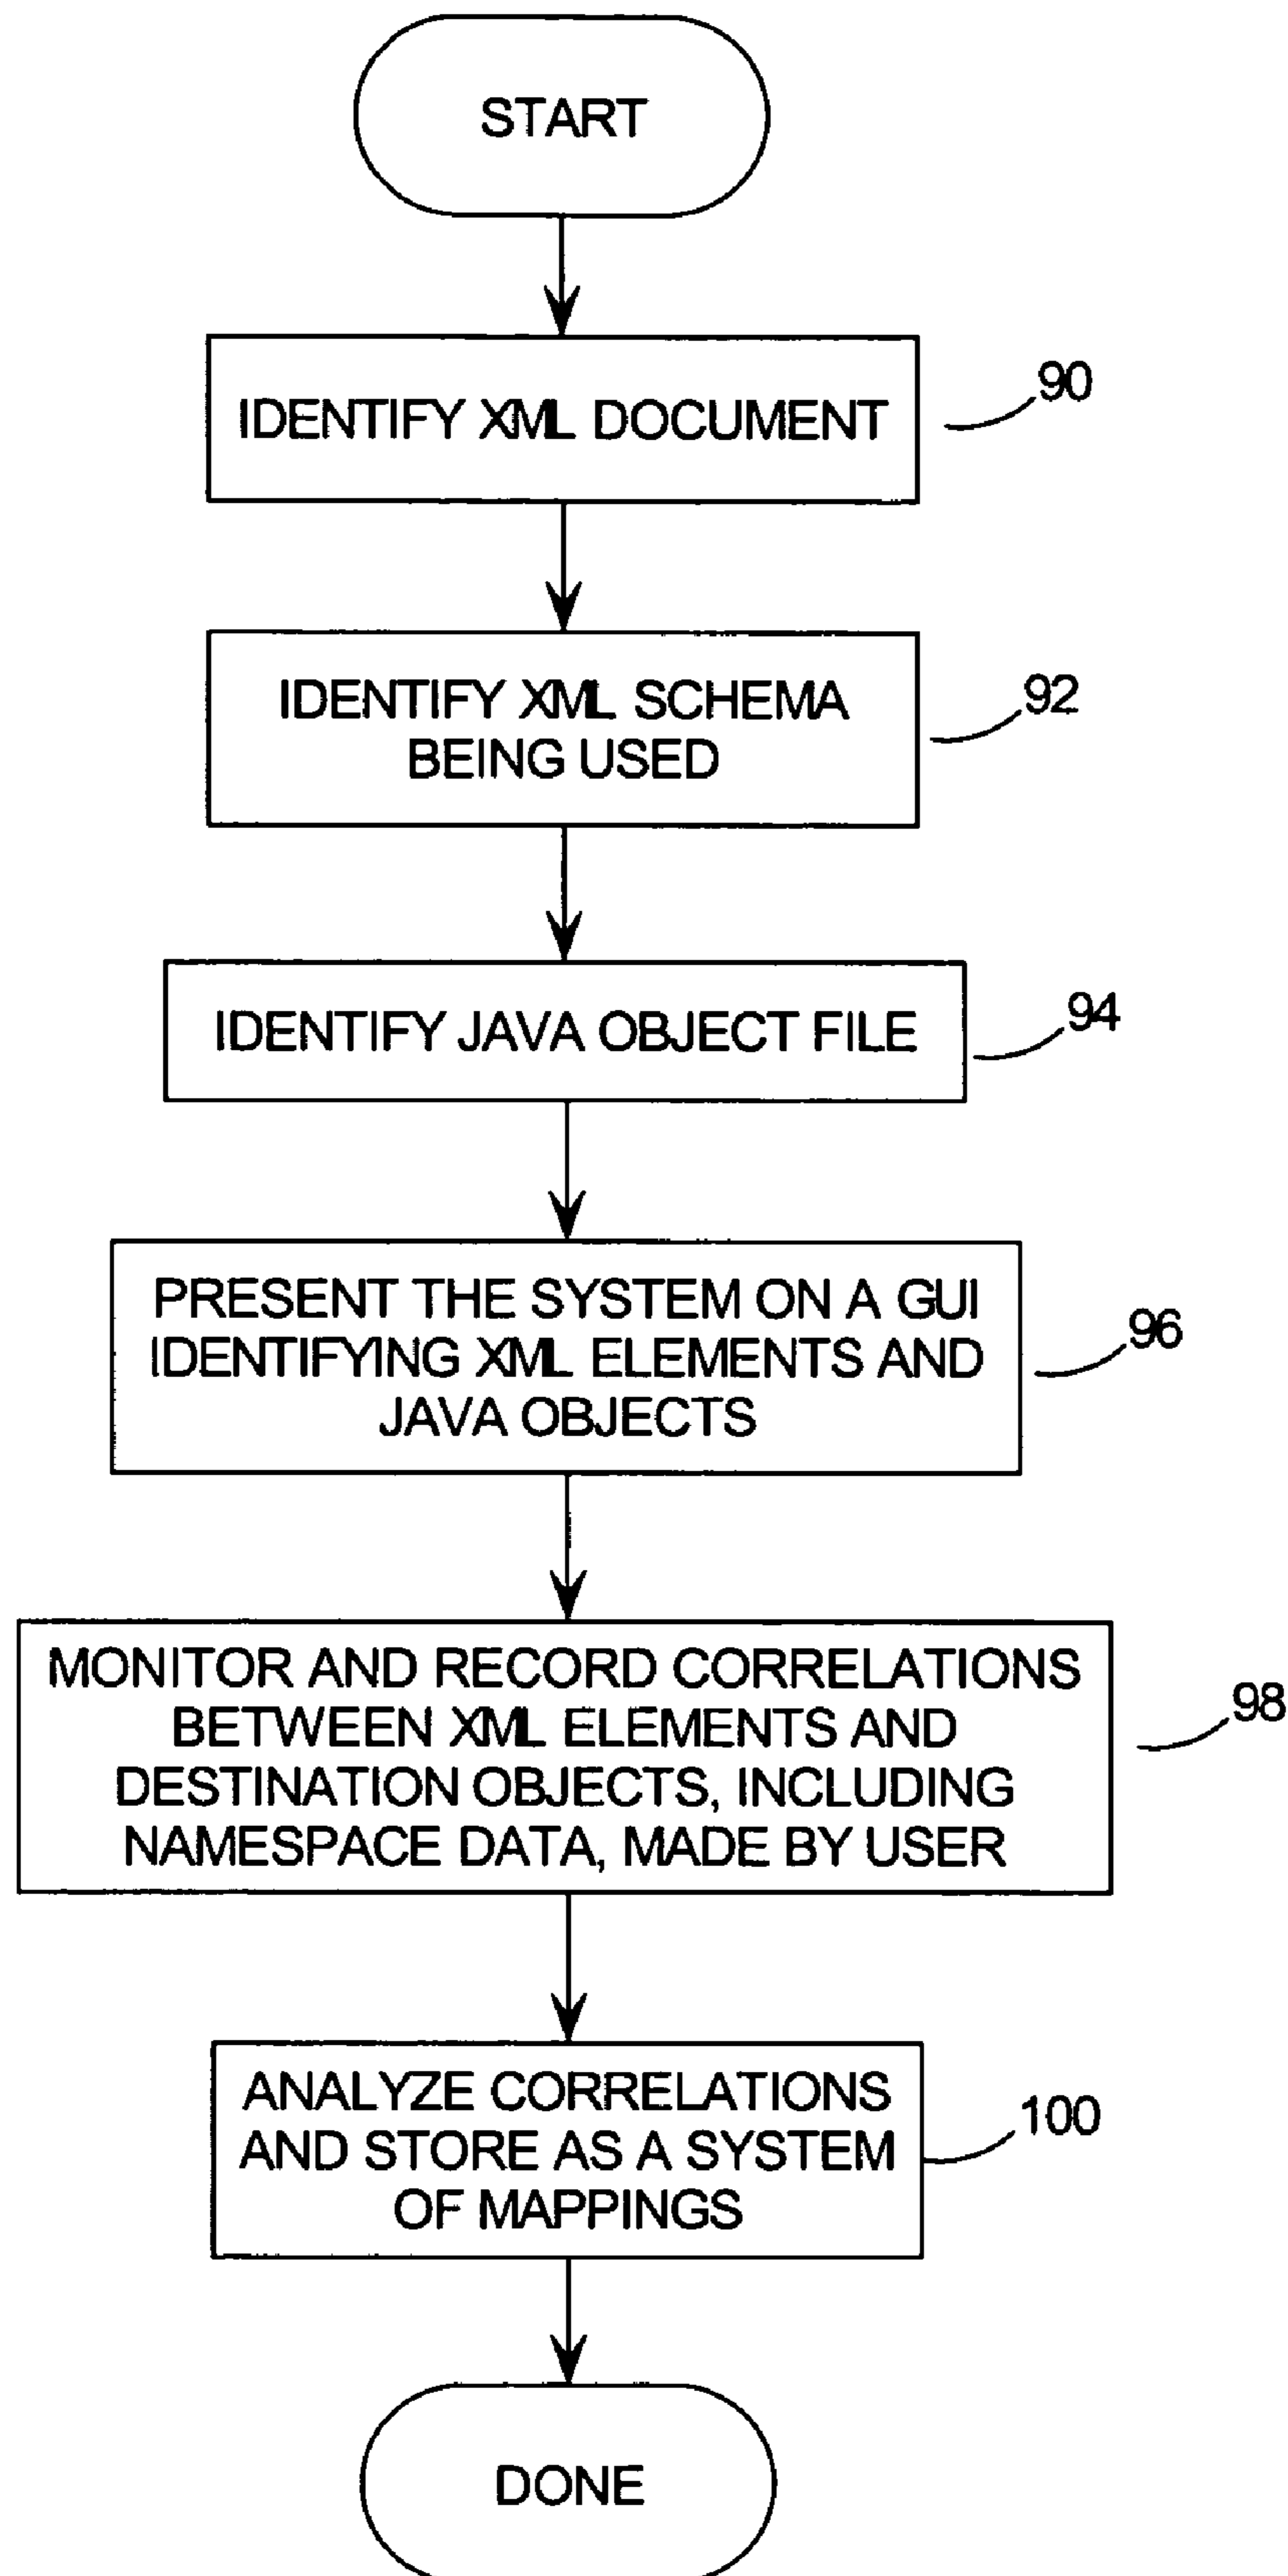 START
IDENTIFY XML DOCUMENT
90
IDENTIFY XML SCHEMA
BEING USED
92
IDENTIFY JAVA OBJECT FILE
94
PRESENT THE SYSTEM ON A GUI
IDENTIFYING XML ELEMENTS AND
JAVA OBJECTS
96
MONITOR AND RECORD CORRELATIONS
BETWEEN XML ELEMENTS AND
DESTINATION OBJECTS, INCLUDING
NAMESPACE DATA, MADE BY USER
98
ANALYZE CORRELATIONS
AND STORE AS A SYSTEM
OF MAPPINGS
100
DONE